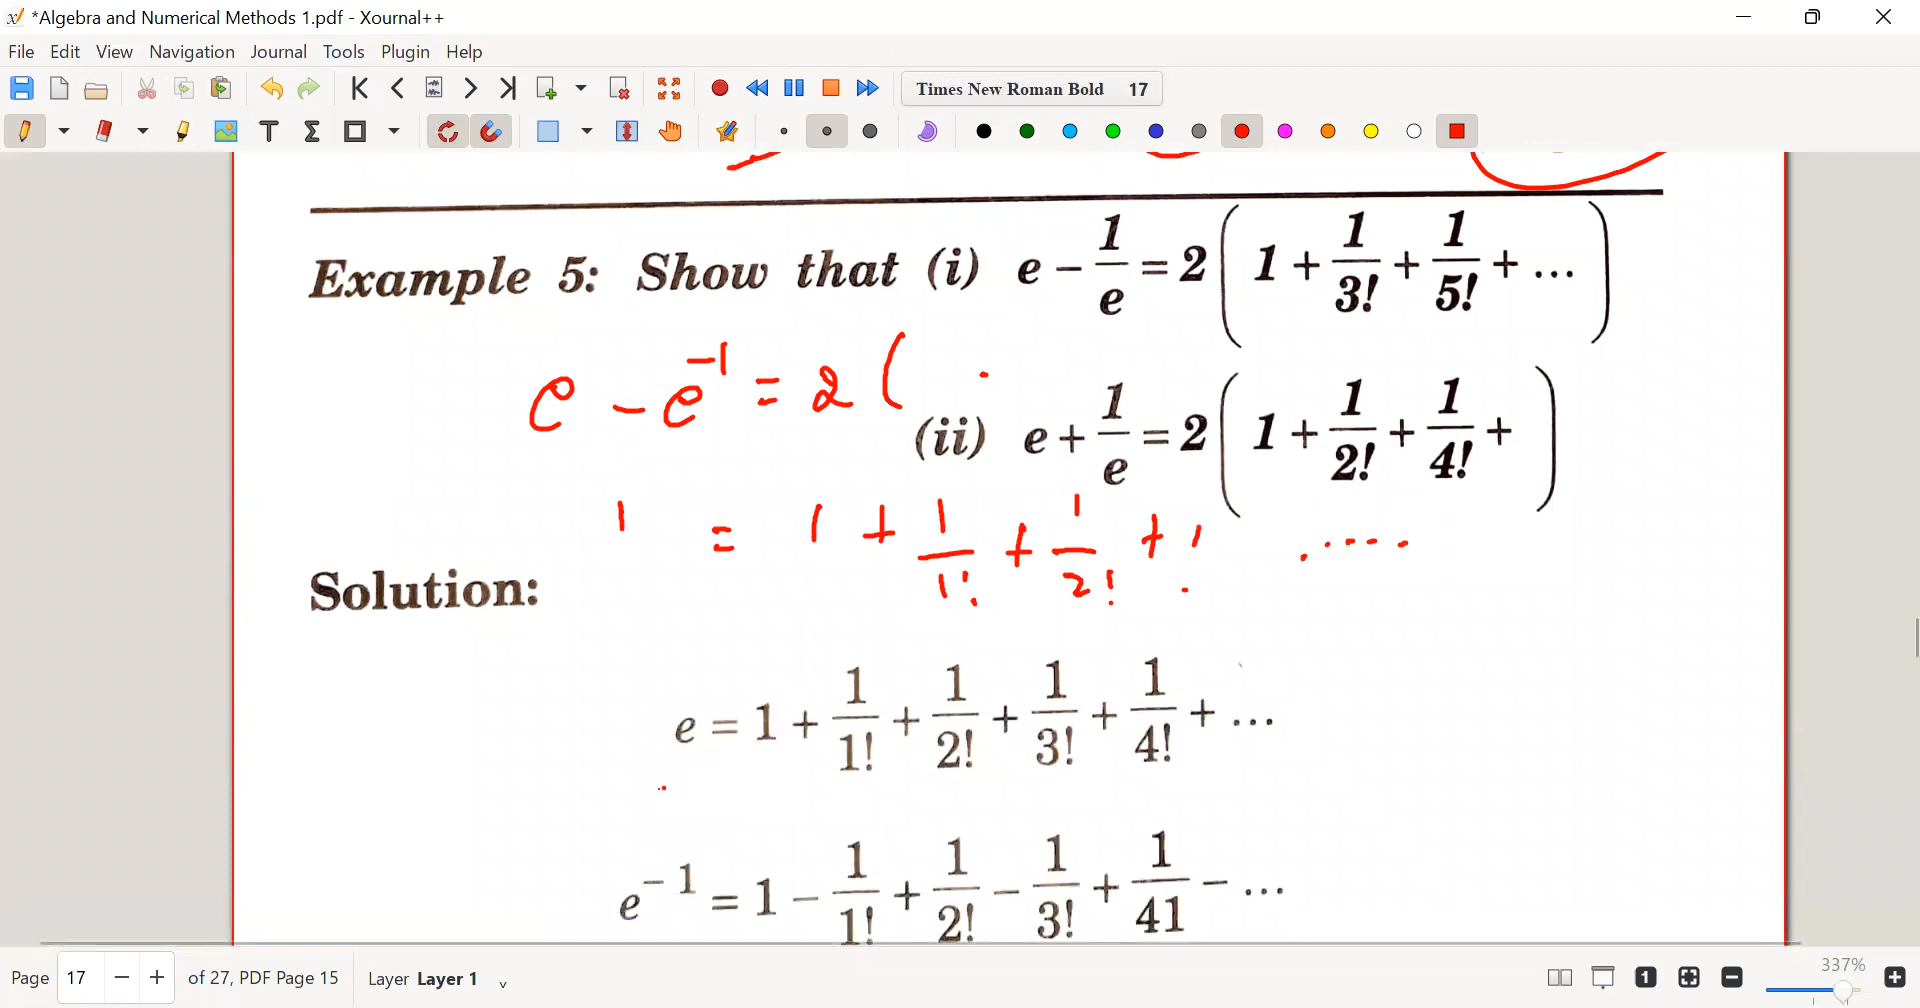 *Algebra and Numerical Methods 1.pdf - Xournal++
File Edit View Navigation Journal Tools Plugin Help
Times New Roman Bold 17
Example 5: Show that (i) e - 1/e = 2( 1 + 1/3! + 1/5! + ... )
e - e^-1 = 2 (
(ii) e + 1/e = 2( 1 + 1/2! + 1/4! + )
1 = 1 + 1/1! + 1/2! + ' .....
Solution:
e = 1 + 1/1! + 1/2! + 1/3! + 1/4! + ...
e^-1 = 1 - 1/1! + 1/2! - 1/3! + 1/41 - ...
Page 17 of 27, PDF Page 15 Layer Layer 1 337%